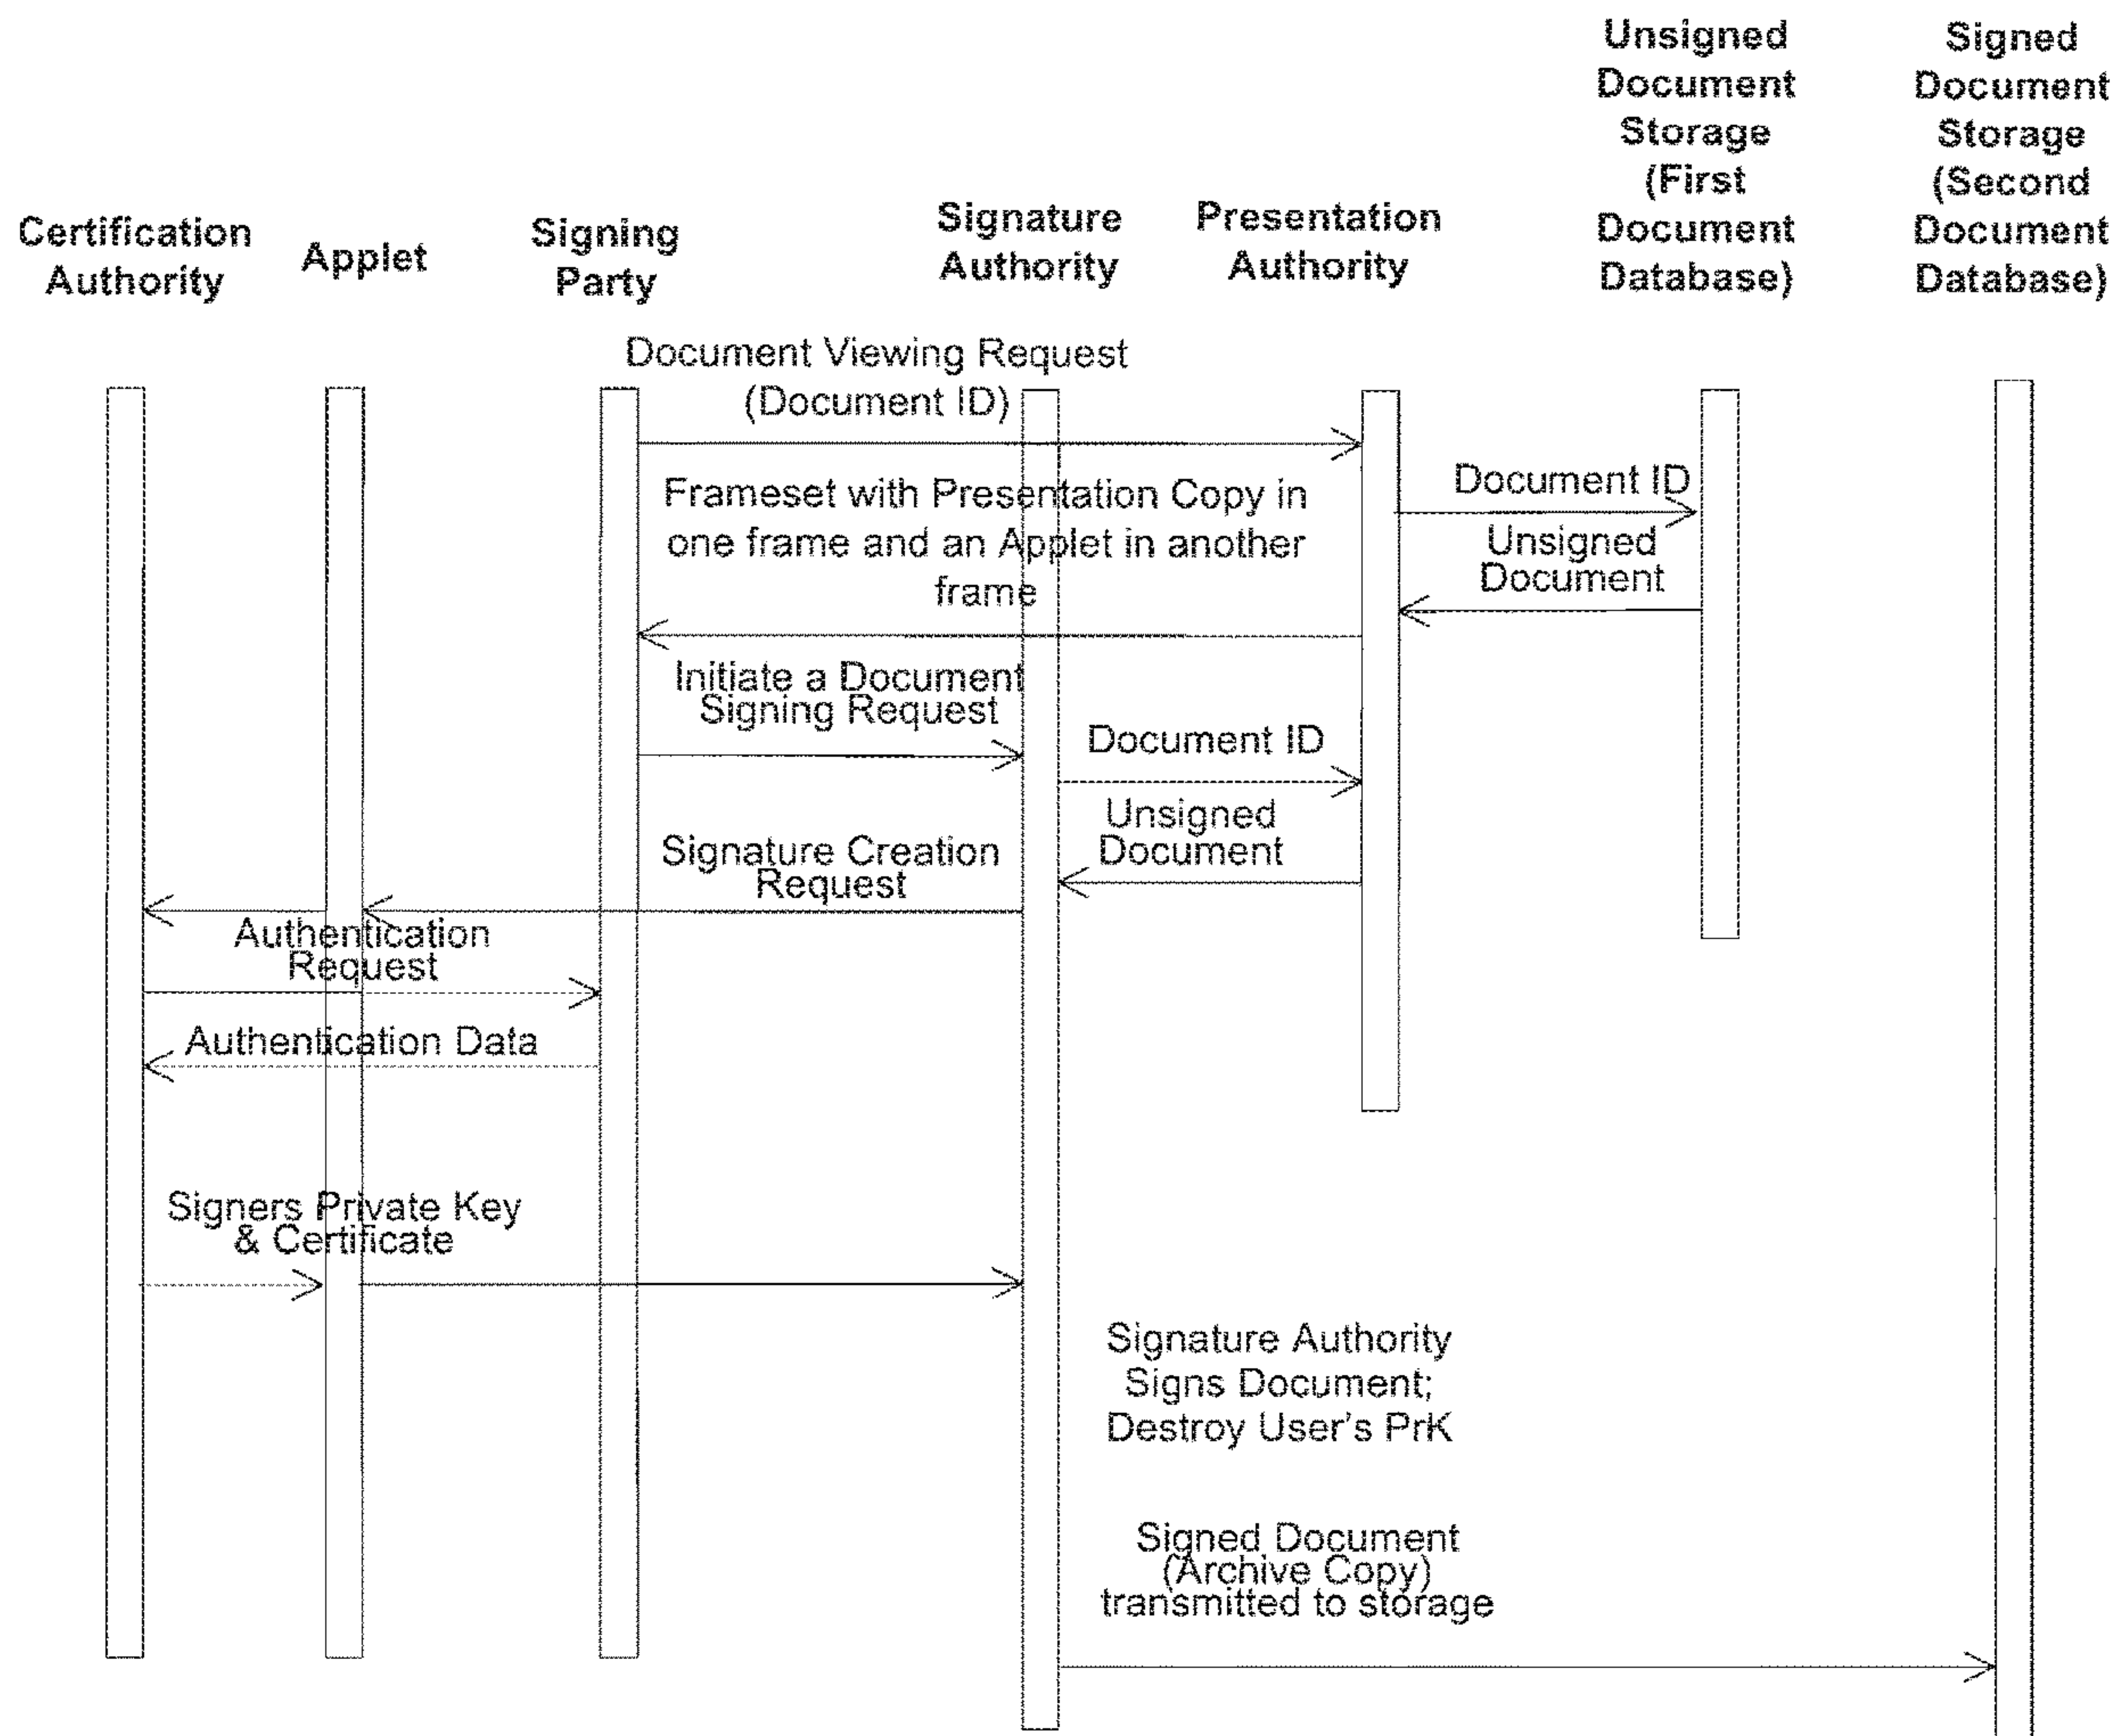 Certification
Authority
Applet
Signing
Party
Signature
Authority
Presentation
Authority
Unsigned
Document
Storage
(First
Document
Database)
Signed
Document
Storage
(Second
Document
Database)
Document Viewing Request
(Document ID)
Document ID
Frameset with Presentation Copy in
one frame and an Applet in another
frame
Unsigned
Document
Initiate a Document
Signing Request
Document ID
Unsigned
Document
Signature Creation
Request
Authentication
Request
Authentication Data
Signers Private Key
& Certificate
Signature Authority
Signs Document;
Destroy User's PrK
Signed Document
(Archive Copy)
transmitted to storage